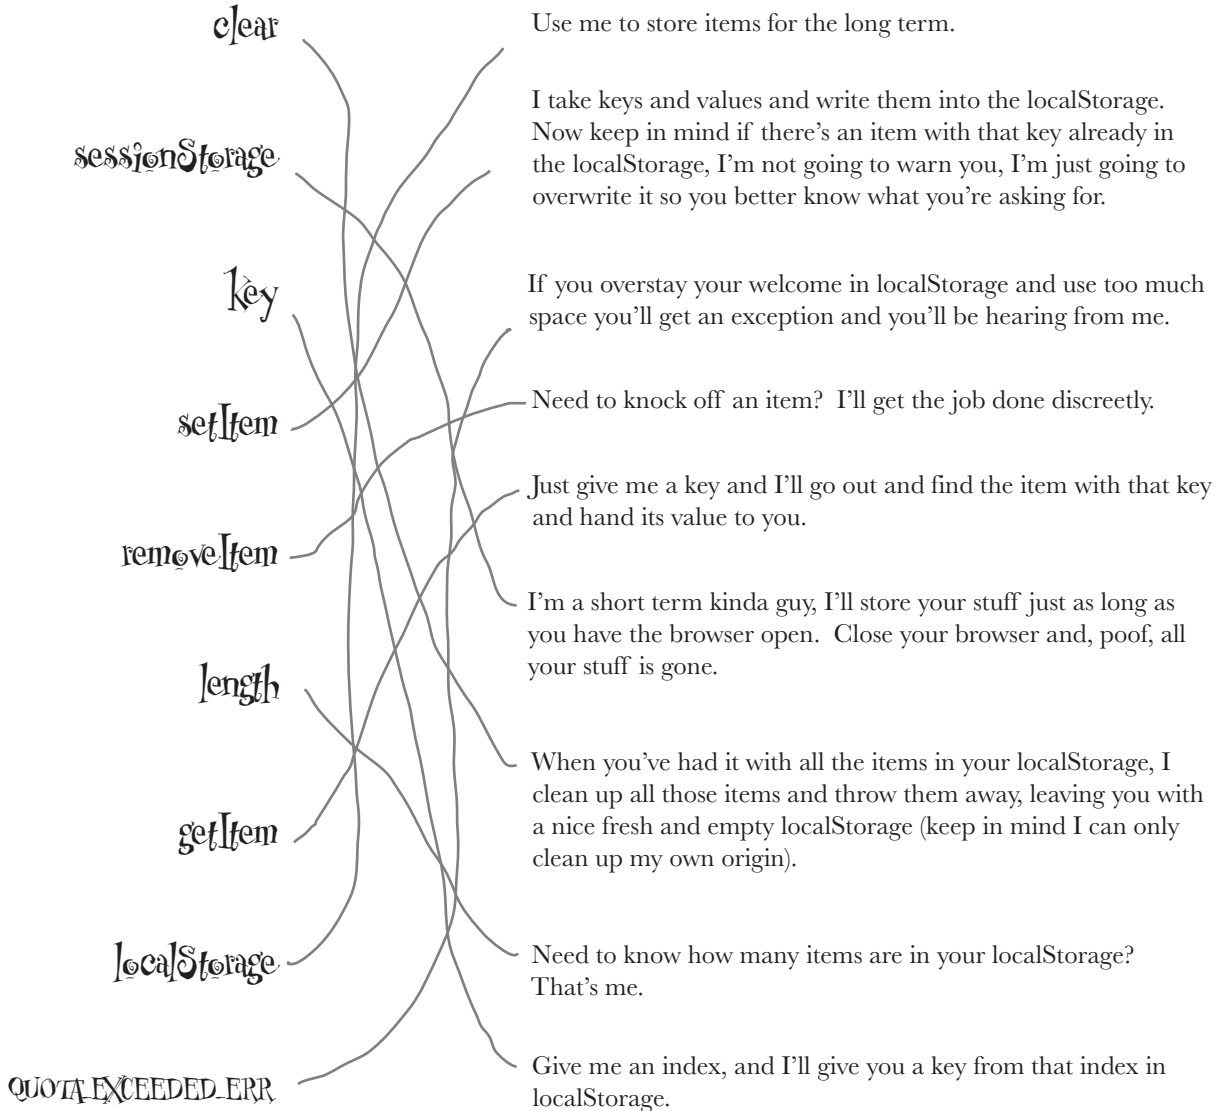 clear
Use me to store items for the long term.
I take keys and values and write them into the localStorage.
Now keep in mind if there's an item with that key already in
the localStorage, I'm not going to warn you, I'm just going to
overwrite it so you better know what you're asking for.
sessionStorage
key
If you overstay your welcome in localStorage and use too much
space you'll get an exception and you'll be hearing from me.
setItem
Need to knock off an item? I'll get the job done discreetly.
Just give me a key and I'll go out and find the item with that key
and hand its value to you.
removeItem
I'm a short term kinda guy, I'll store your stuff just as long as
you have the browser open. Close your browser and, poof, all
your stuff is gone.
length
When you've had it with all the items in your localStorage, I
clean up all those items and throw them away, leaving you with
a nice fresh and empty localStorage (keep in mind I can only
clean up my own origin).
getItem
localStorage
Need to know how many items are in your localStorage?
That's me.
QUOTA_EXCEEDED_ERR
Give me an index, and I'll give you a key from that index in
localStorage.